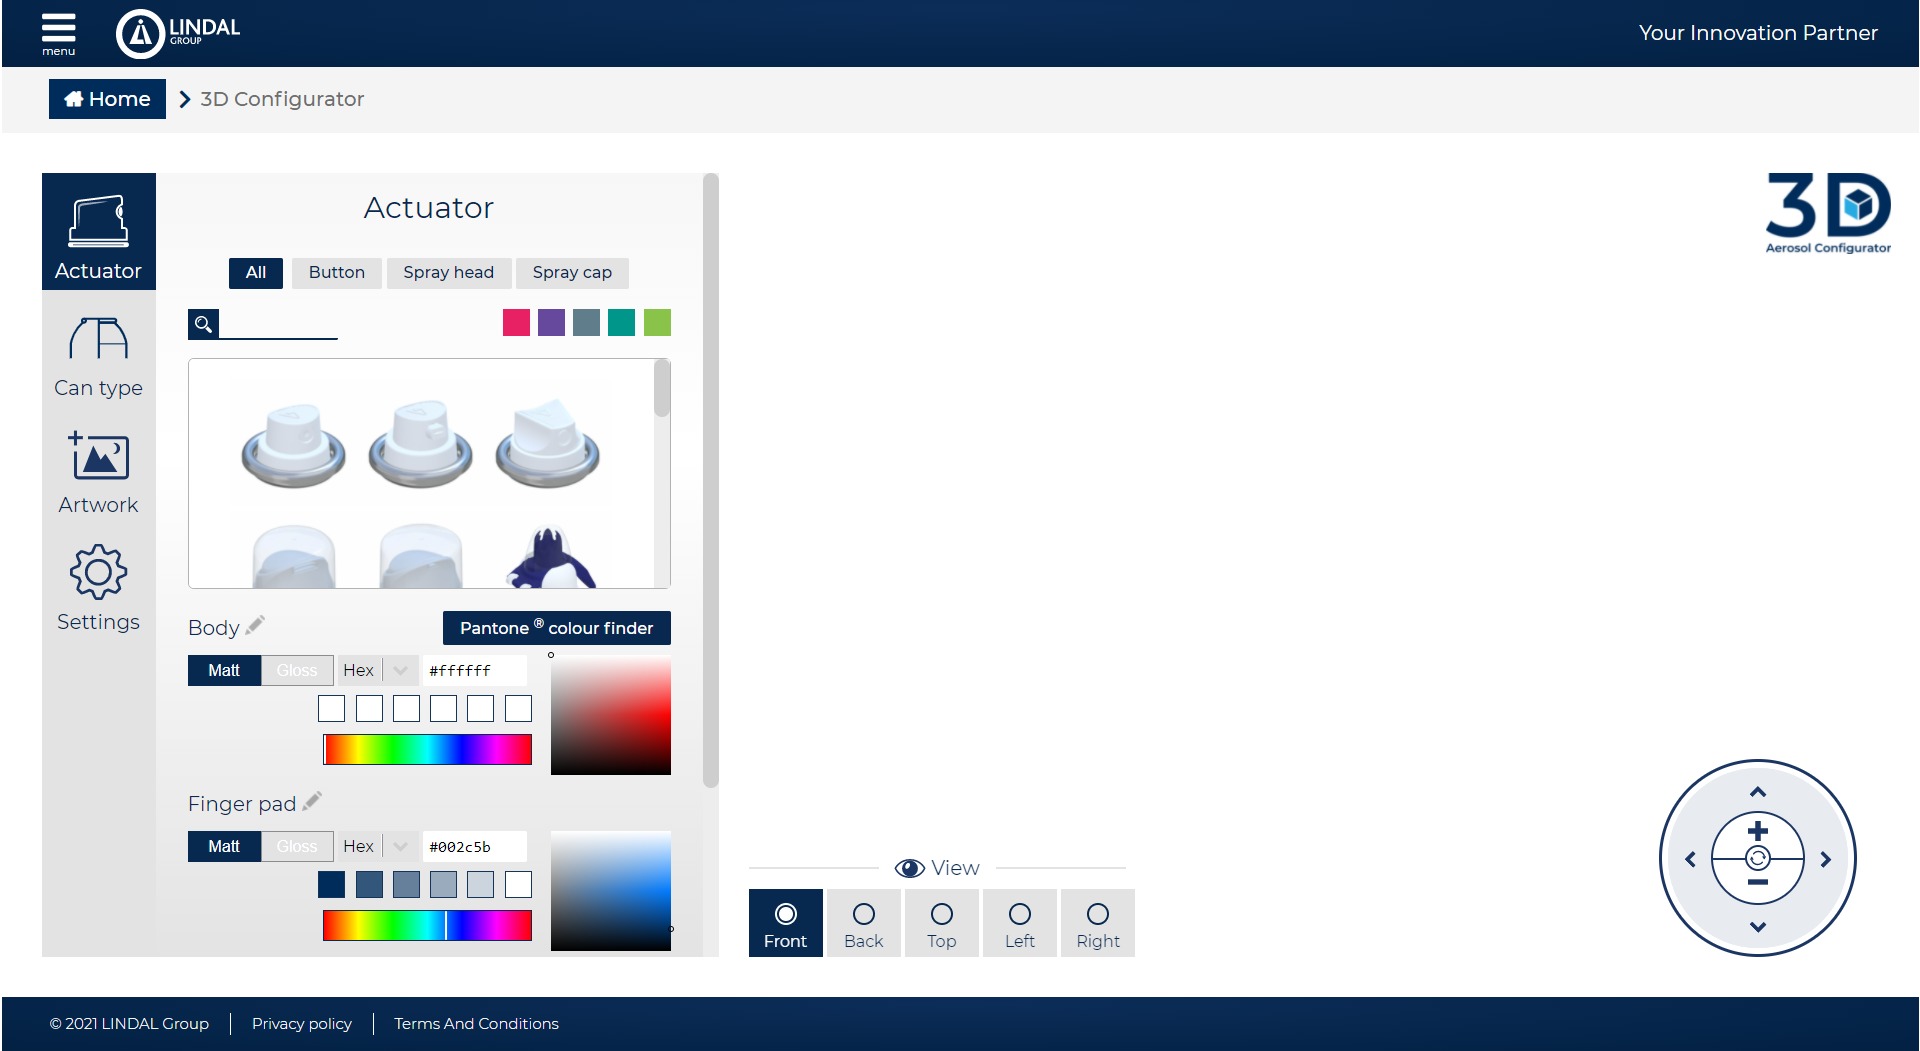 menu
LINDAL
GROUP
Your Innovation Partner
Home
3D Configurator
Actuator
Can type
Artwork
Settings
Actuator
All
Button
Spray head
Spray cap
3D
Aerosol Configurator
Body
Pantone ® colour finder
Matt
Gloss
Hex
#ffffff
Finger pad
Matt
Gloss
Hex
#002c5b
View
Front
Back
Top
Left
Right
© 2021 LINDAL Group
Privacy policy
Terms And Conditions